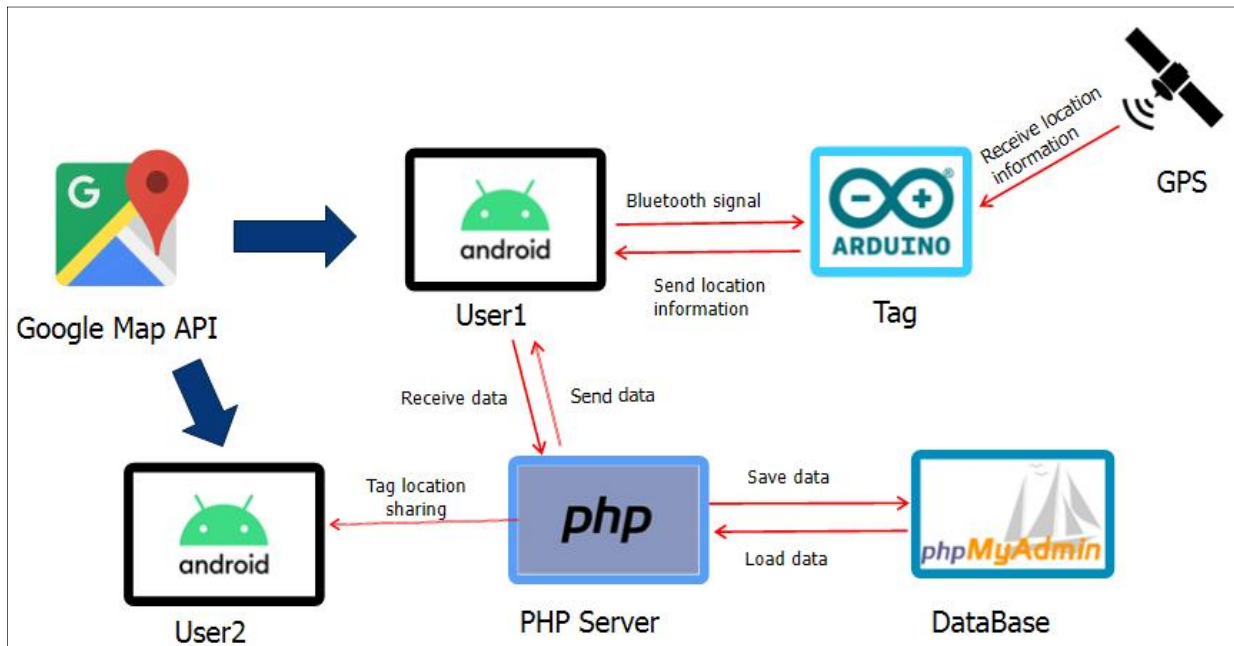 Receive location
information
GPS
G
android
Bluetooth signal
ARDUINO
®
Send location
information
User1
Tag
Google Map API
Receive data
Send data
android
Tag location
sharing
php
Save data
Load data
phpMyAdmin
User2
PHP Server
DataBase